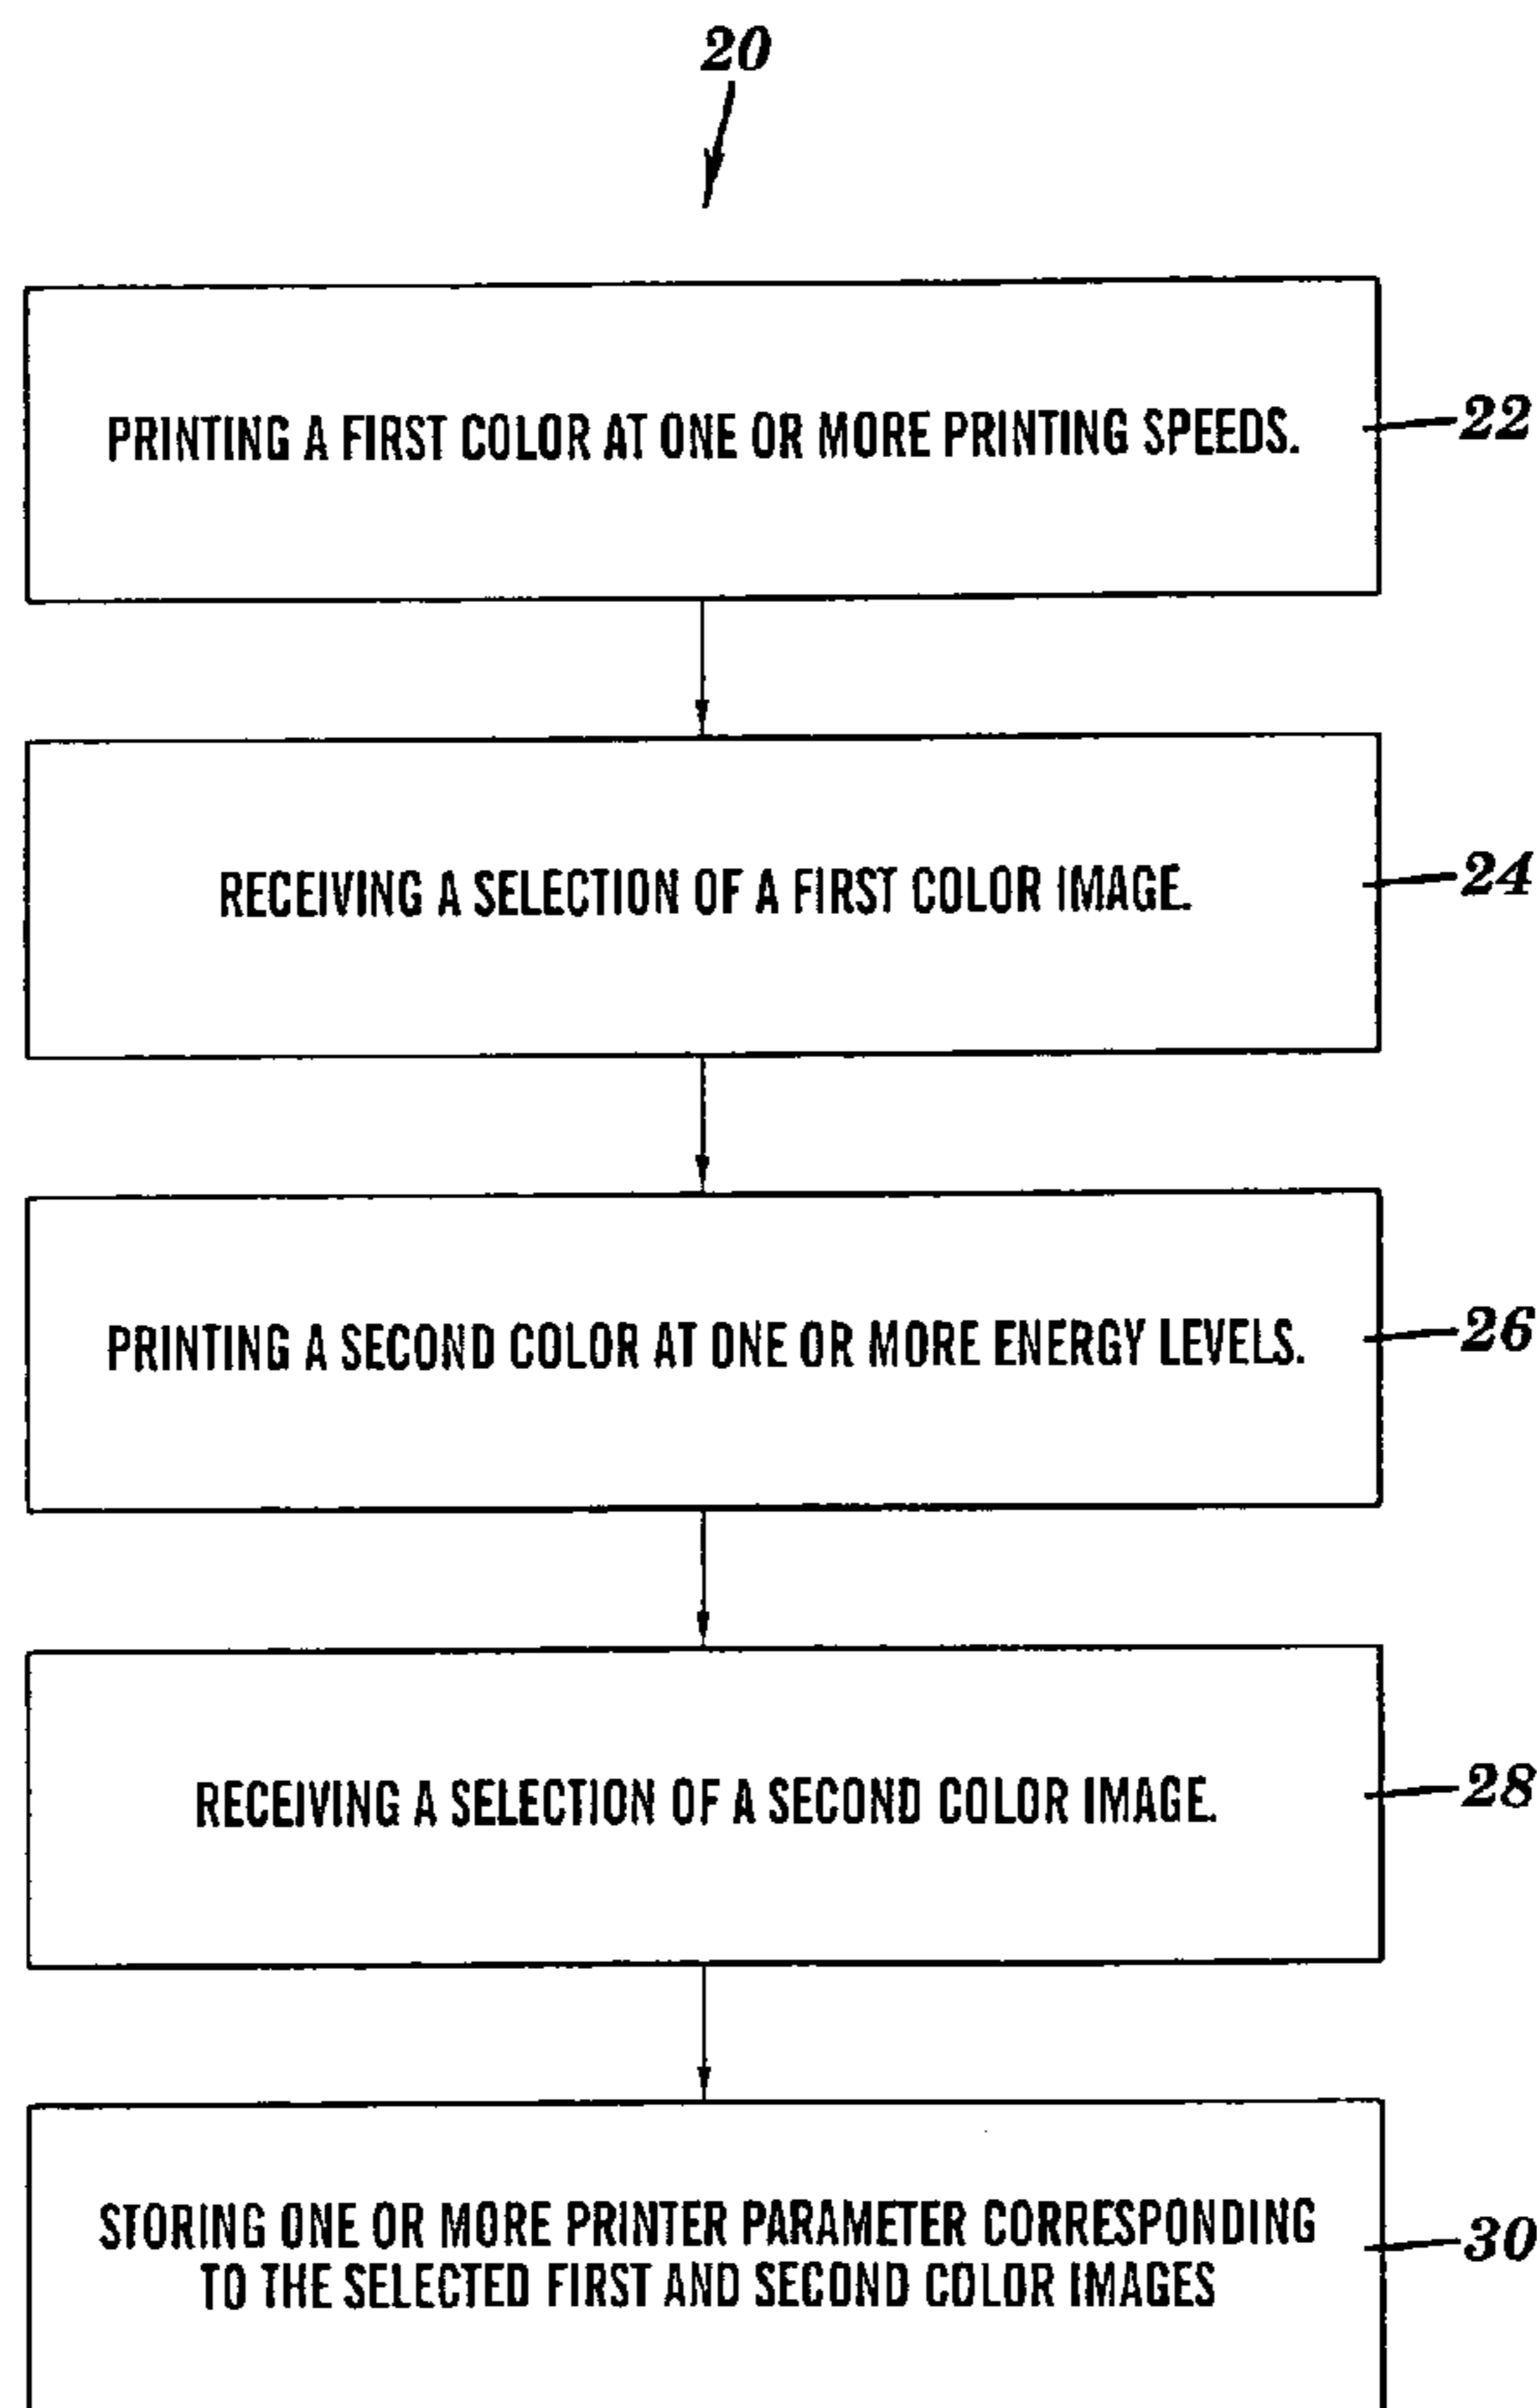 20
PRINTING A FIRST COLOR AT ONE OR MORE PRINTING SPEEDS.
22
RECEIVING A SELECTION OF A FIRST COLOR IMAGE.
24
PRINTING A SECOND COLOR AT ONE OR MORE ENERGY LEVELS.
26
RECEIVING A SELECTION OF A SECOND COLOR IMAGE.
28
STORING ONE OR MORE PRINTER PARAMETER CORRESPONDING
TO THE SELECTED FIRST AND SECOND COLOR IMAGES
30